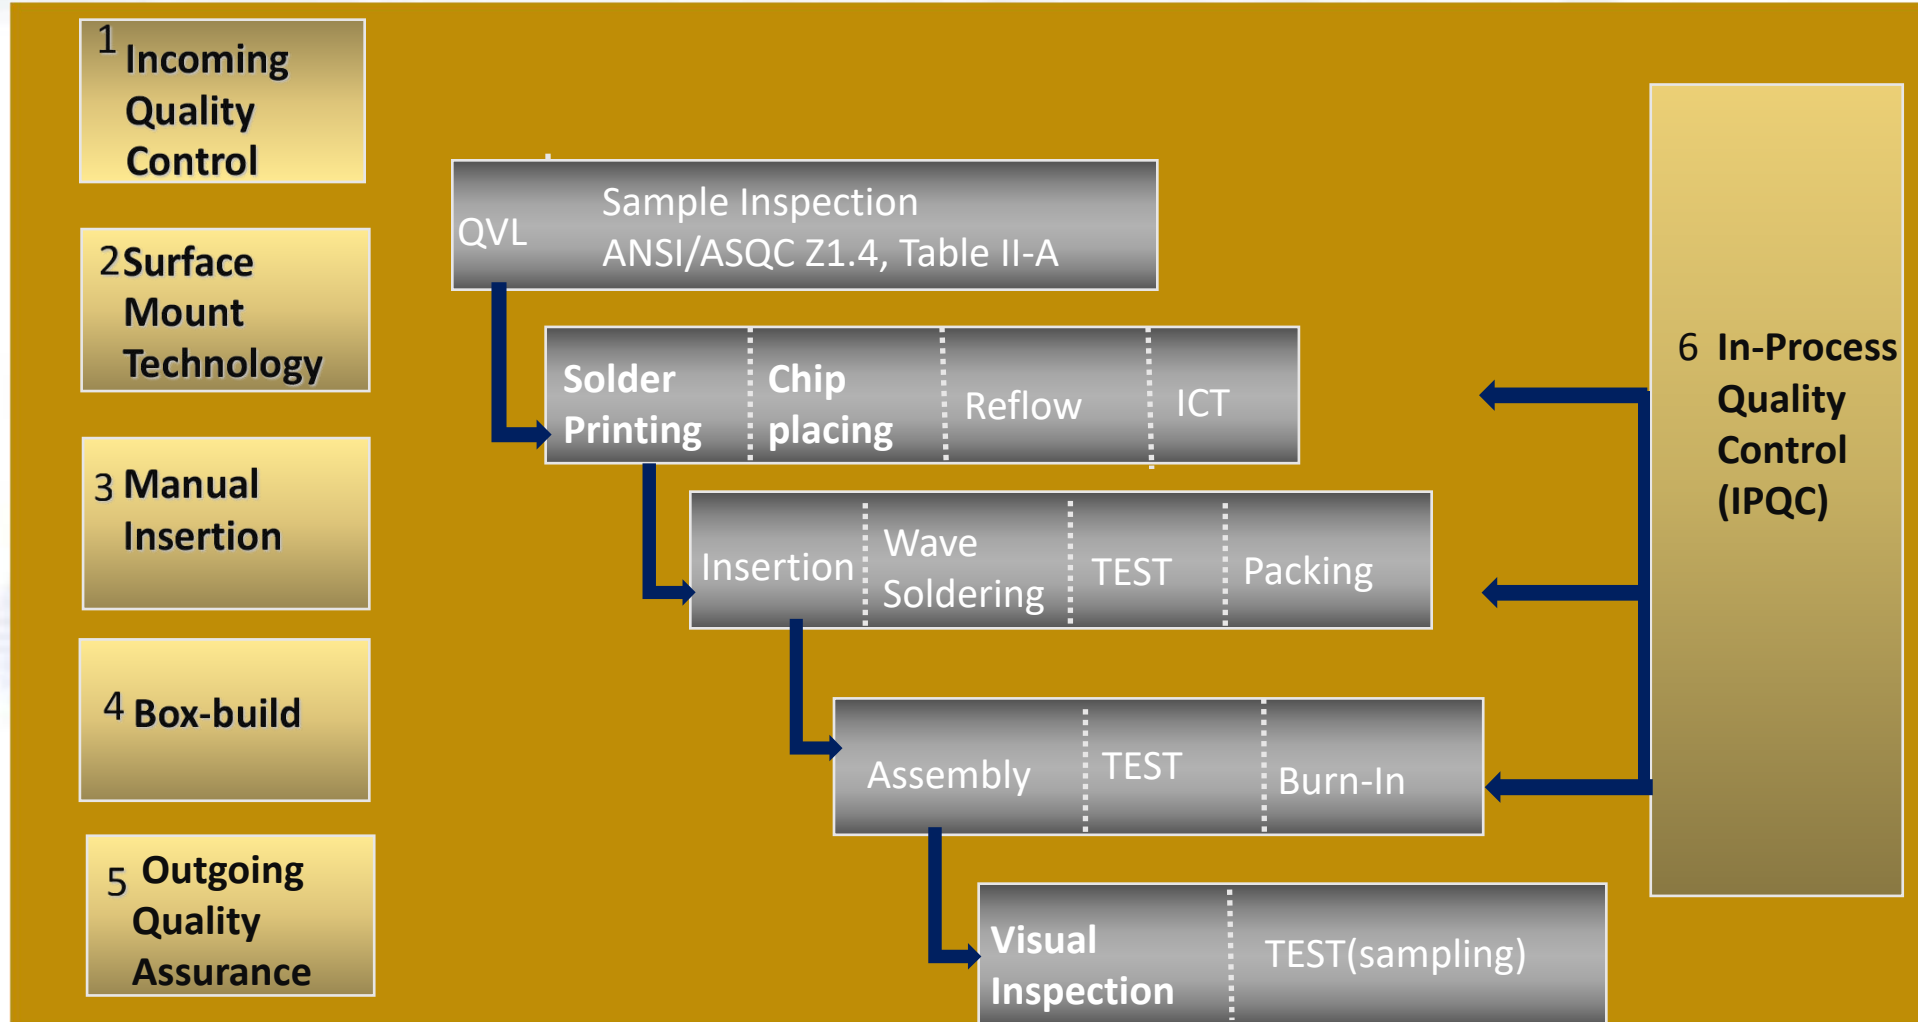 1
Incoming
Quality
Control
QVL
Sample Inspection
ANSI/ASQC Z1.4, Table II-A
2 Surface
Mount
Technology
Solder
Printing
Chip
placing
Reflow
ICT
3 Manual
Insertion
Insertion
Wave
Soldering
TEST
Packing
4 Box-build
Assembly
TEST
Burn-In
5 Outgoing
Quality
Assurance
Visual
Inspection
TEST(sampling)
6 In-Process
Quality
Control
(IPQC)